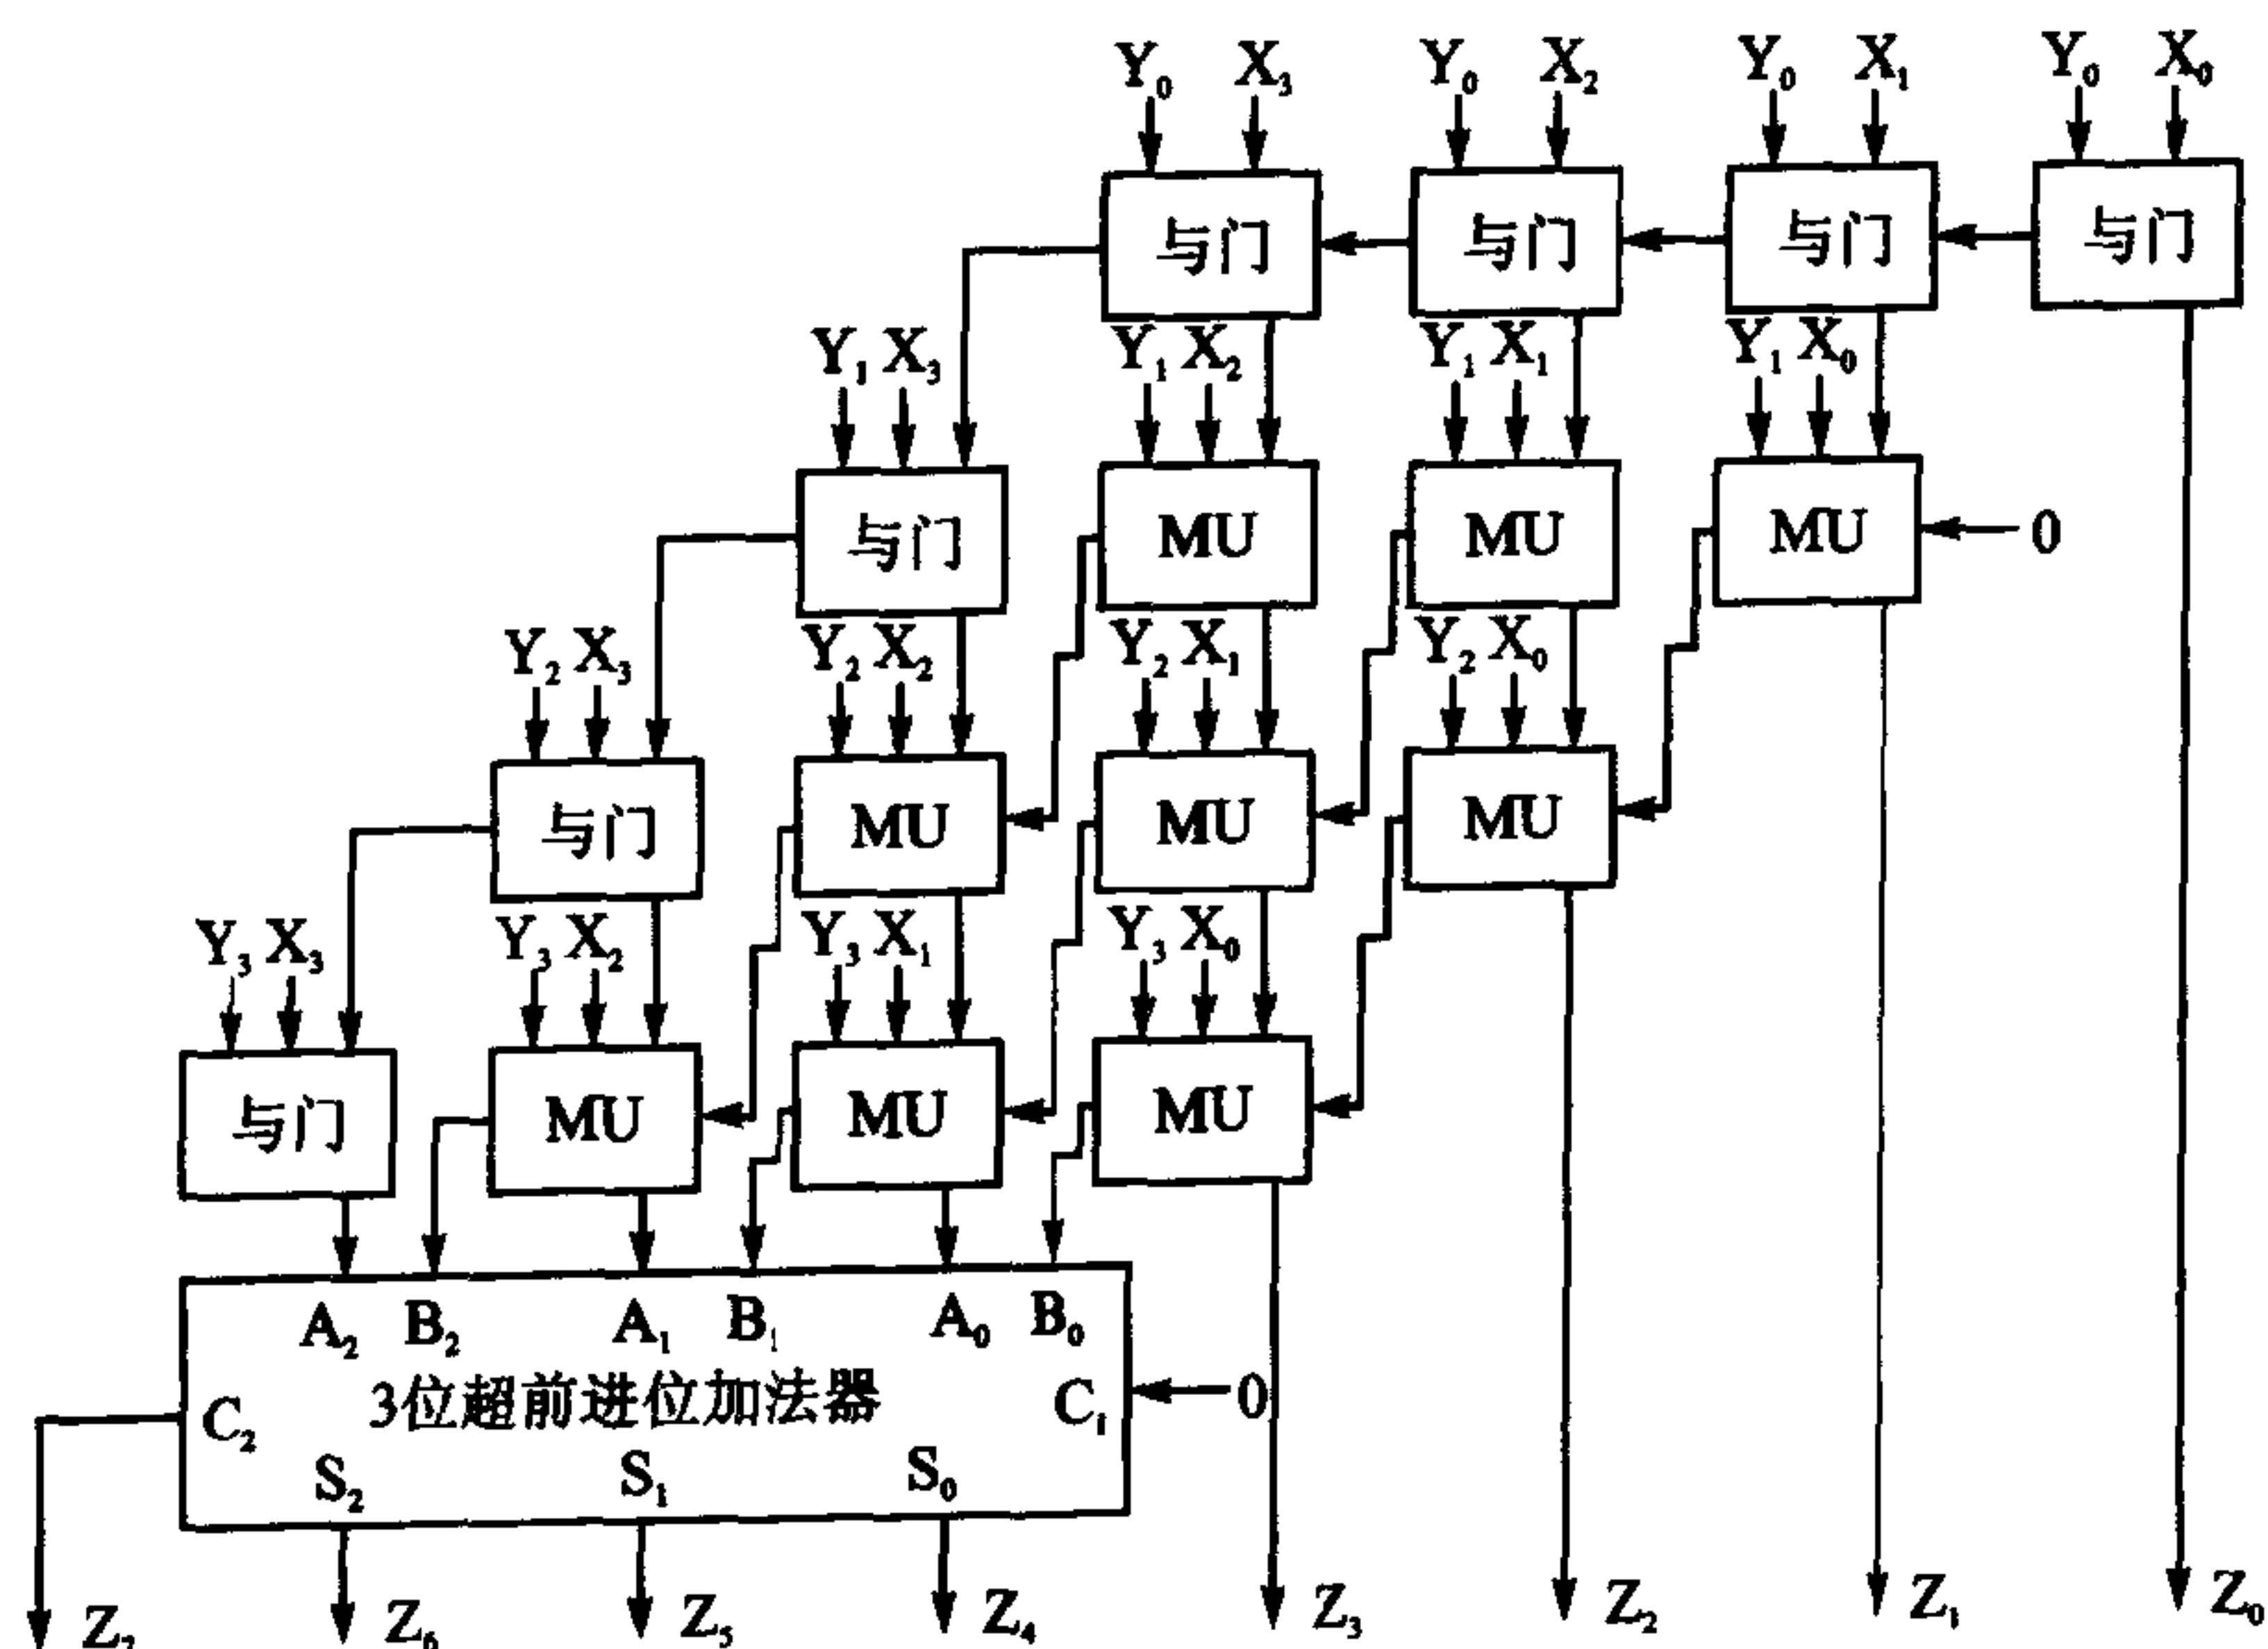 Y₀ X₃ Y₀ X₂ Y₀ X₁ Y₀ X₀
与门 与门 与门 与门
Y₁ X₃ Y₁ X₂ Y₁ X₁ Y₁ X₀
与门 MU MU MU 0
Y₂ X₃ Y₂ X₂ Y₂ X₁ Y₂ X₀
与门 MU MU MU
Y₃ X₃ Y₃ X₂ Y₃ X₁ Y₃ X₀
与门 MU MU MU
A₂ B₂ A₁ B₁ A₀ B₀
C₂ 3位超前进位加法器 C₁ 0
S₂ S₁ S₀
Z₇ Z₆ Z₅ Z₄ Z₃ Z₂ Z₁ Z₀